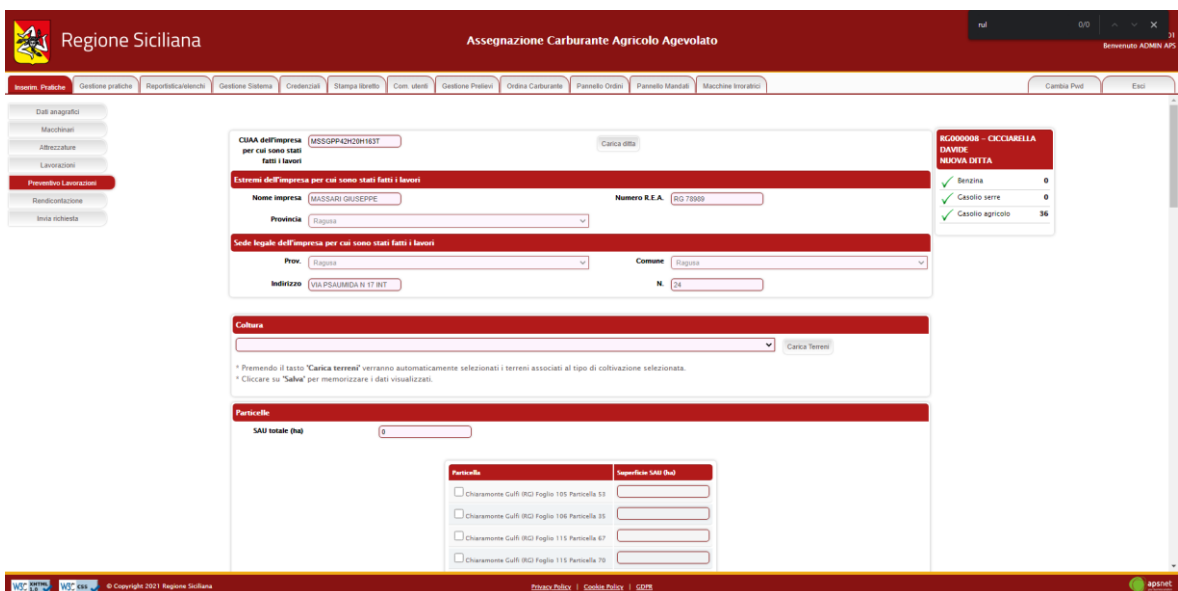 rul 0/0
Regione Siciliana
Assegnazione Carburante Agricolo Agevolato
Benvenuto ADMIN APS
Inserim. Pratiche Gestione pratiche Reportistica/elenchi Gestione Sistema Credenziali Stampa libretto Com. utenti Gestione Prelievi Ordina Carburante Pannello Ordini Pannello Mandati Macchine Irroratrici Cambia Pwd Esci
Dati anagrafici
Macchinari
Attrezzature
Lavorazioni
Preventivo Lavorazioni
Rendicontazione
Invia richiesta
CUAA dell'impresa per cui sono stati fatti i lavori MSSGPP42H20H163T Carica ditta
Estremi dell'impresa per cui sono stati fatti i lavori
Nome impresa MASSARI GIUSEPPE Numero R.E.A. RG 78989
Provincia Ragusa
Sede legale dell'impresa per cui sono stati fatti i lavori
Prov. Ragusa Comune Ragusa
Indirizzo VIA PSAUMIDA N 17 INT N. 24
RG000008 – CICCIARELLA
DAVIDE
NUOVA DITTA
Benzina 0
Casolio serre 0
Casolio agricolo 36
Coltura
Carica Terreni
* Premendo il tasto 'Carica terreni' verranno automaticamente selezionati i terreni associati al tipo di coltivazione selezionata.
* Cliccare su 'Salva' per memorizzare i dati visualizzati.
Particelle
SAU totale (ha) 0
Particella Superficie SAU (ha)
Chiaramonte Gulfi (RG) Foglio 105 Particella 53
Chiaramonte Gulfi (RG) Foglio 106 Particella 35
Chiaramonte Gulfi (RG) Foglio 115 Particella 67
Chiaramonte Gulfi (RG) Foglio 115 Particella 70
W3C XHTML 1.0 W3C css © Copyright 2021 Regione Siciliana Privacy Policy | Cookie Policy | GDPR apsnet